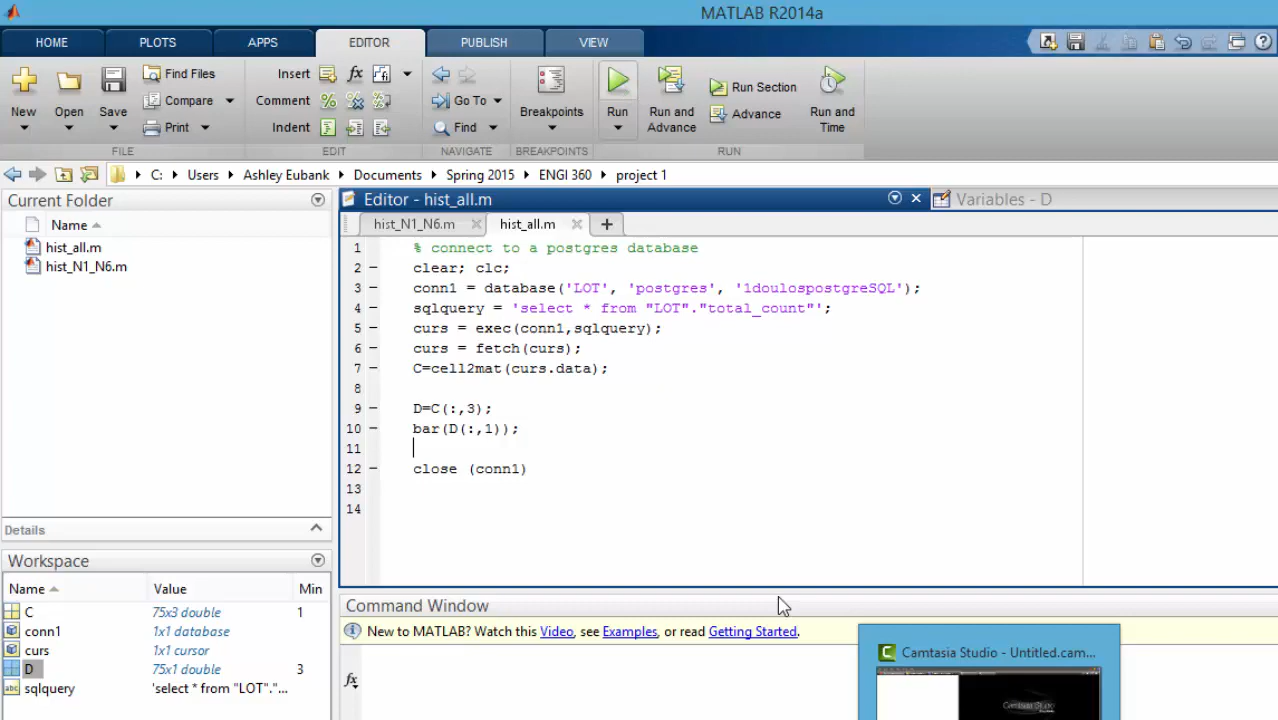 MATLAB R2014a
HOME PLOTS APPS EDITOR PUBLISH VIEW
New Open Save Find Files Compare Print Insert Comment Indent Go To Find Breakpoints Run Run and Advance Run Section Advance Run and Time
FILE EDIT NAVIGATE BREAKPOINTS RUN
C: Users Ashley Eubank Documents Spring 2015 ENGI 360 project 1
Current Folder
Name
hist_all.m
hist_N1_N6.m
Details
Workspace
Name Value Min
C 75x3 double 1
conn1 1x1 database
curs 1x1 cursor
D 75x1 double 3
abc sqlquery 'select * from "LOT"."...
Editor - hist_all.m
Variables - D
hist_N1_N6.m hist_all.m
1 % connect to a postgres database
2 – clear; clc;
3 – conn1 = database('LOT', 'postgres', '1doulospostgreSQL');
4 – sqlquery = 'select * from "LOT"."total_count"';
5 – curs = exec(conn1,sqlquery);
6 – curs = fetch(curs);
7 – C=cell2mat(curs.data);
8 –
9 – D=C(:,3);
10 – bar(D(:,1));
11 –
12 – close (conn1)
13
14
Command Window
New to MATLAB? Watch this Video, see Examples, or read Getting Started.
fx
Camtasia Studio - Untitled.cam...